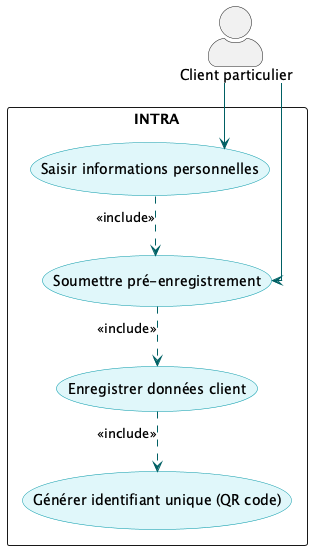 Client particulier
INTRA
Saisir informations personnelles
«include»
Soumettre pré-enregistrement
«include»
Enregistrer données client
«include»
Générer identifiant unique (QR code)